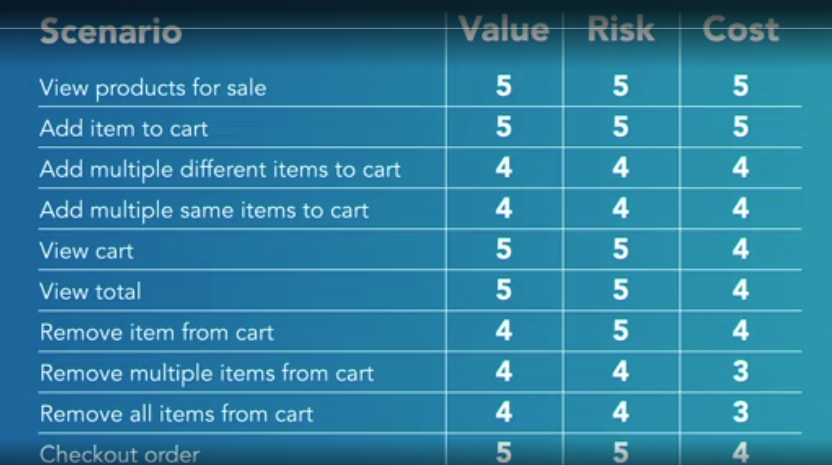 Scenario Value Risk Cost
View products for sale 5 5 5
Add item to cart 5 5 5
Add multiple different items to cart 4 4 4
Add multiple same items to cart 4 4 4
View cart 5 5 4
View total 5 5 4
Remove item from cart 4 5 4
Remove multiple items from cart 4 4 3
Remove all items from cart 4 4 3
Checkout order 5 5 4